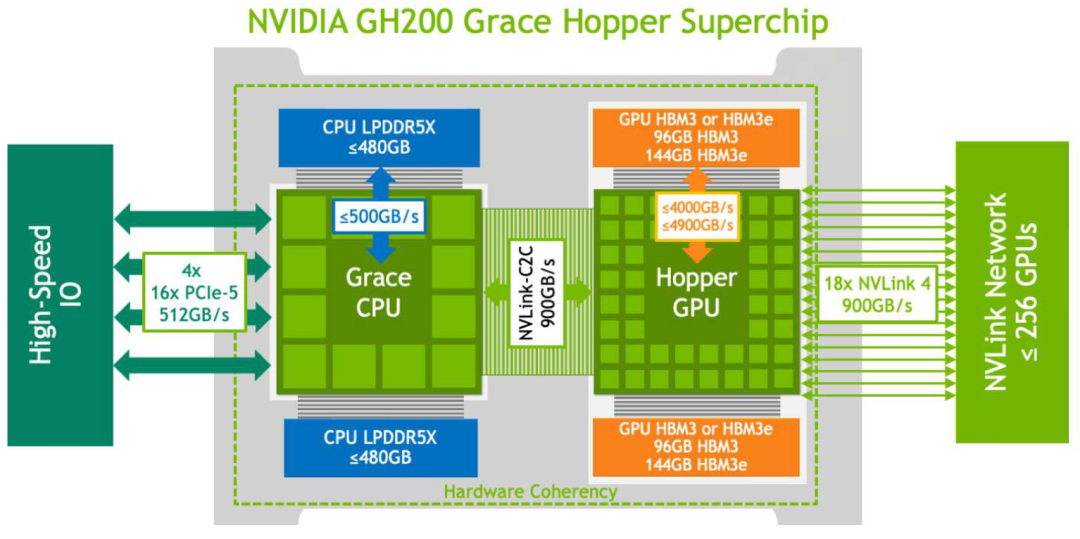 NVIDIA GH200 Grace Hopper Superchip
High-Speed
IO
4x
16x PCIe-5
512GB/s
CPU LPDDR5X
≤480GB
≤500GB/s
Grace
CPU
CPU LPDDR5X
≤480GB
NVLink-C2C
900GB/s
GPU HBM3 or HBM3e
96GB HBM3
144GB HBM3e
≤4000GB/s
≤4900GB/s
Hopper
GPU
GPU HBM3 or HBM3e
96GB HBM3
144GB HBM3e
18x NVLink 4
900GB/s
NVLink Network
≤ 256 GPUs
Hardware Coherency